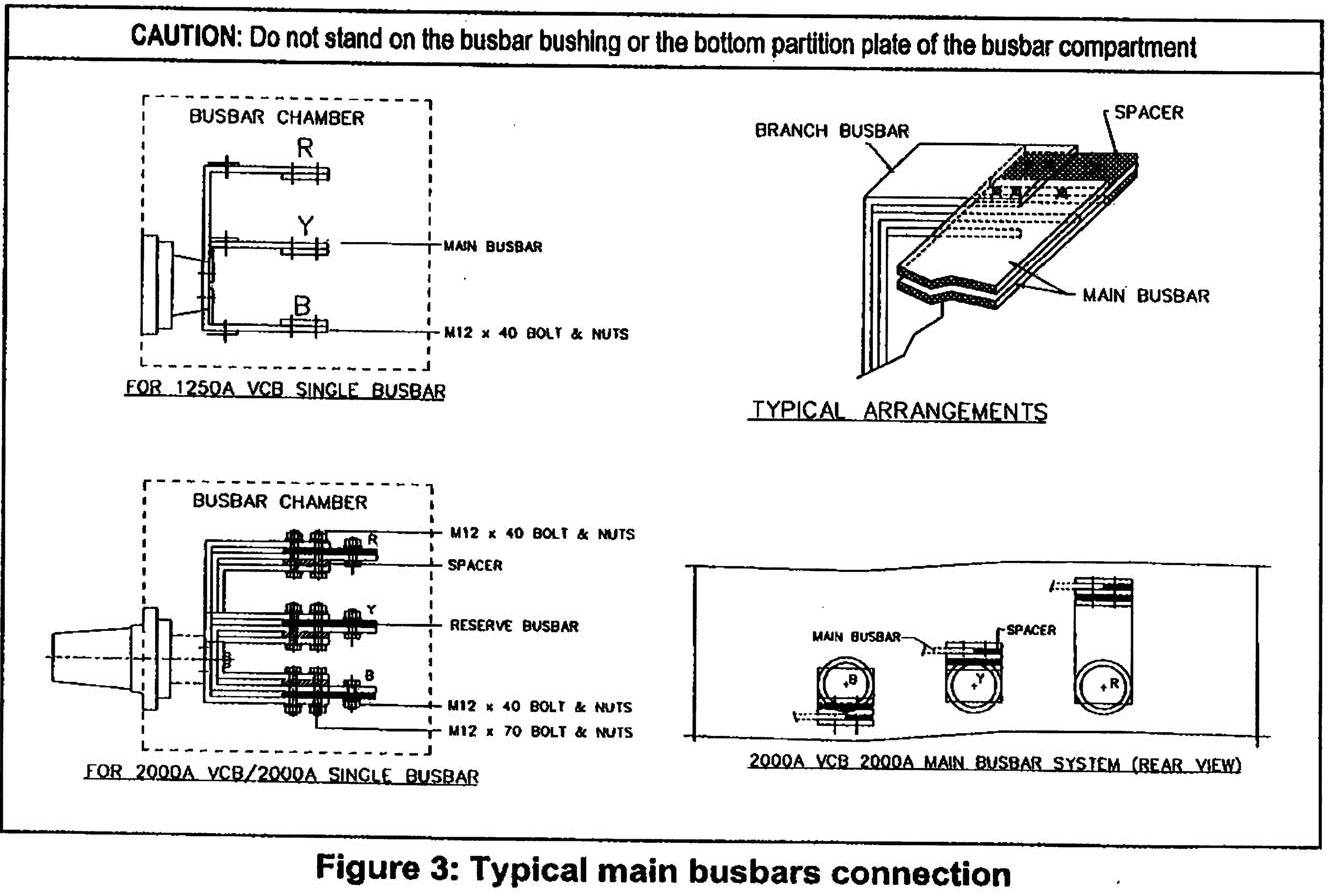 CAUTION: Do not stand on the busbar bushing or the bottom partition plate of the busbar compartment
BUSBAR CHAMBER
R
Y
MAIN BUSBAR
B
M12 x 40 BOLT & NUTS
FOR 1250A VCB SINGLE BUSBAR
SPACER
BRANCH BUSBAR
MAIN BUSBAR
TYPICAL ARRANGEMENTS
BUSBAR CHAMBER
M12 x 40 BOLT & NUTS
R
SPACER
Y
RESERVE BUSBAR
B
M12 x 40 BOLT & NUTS
M12 x 70 BOLT & NUTS
FOR 2000A VCB/2000A SINGLE BUSBAR
MAIN BUSBAR
SPACER
B
Y
R
2000A VCB 2000A MAIN BUSBAR SYSTEM (REAR VIEW)
Figure 3: Typical main busbars connection